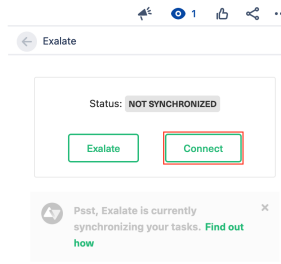 1
Exalate
Status: NOT SYNCHRONIZED
Exalate Connect
Psst, Exalate is currently
synchronizing your tasks. Find out
how